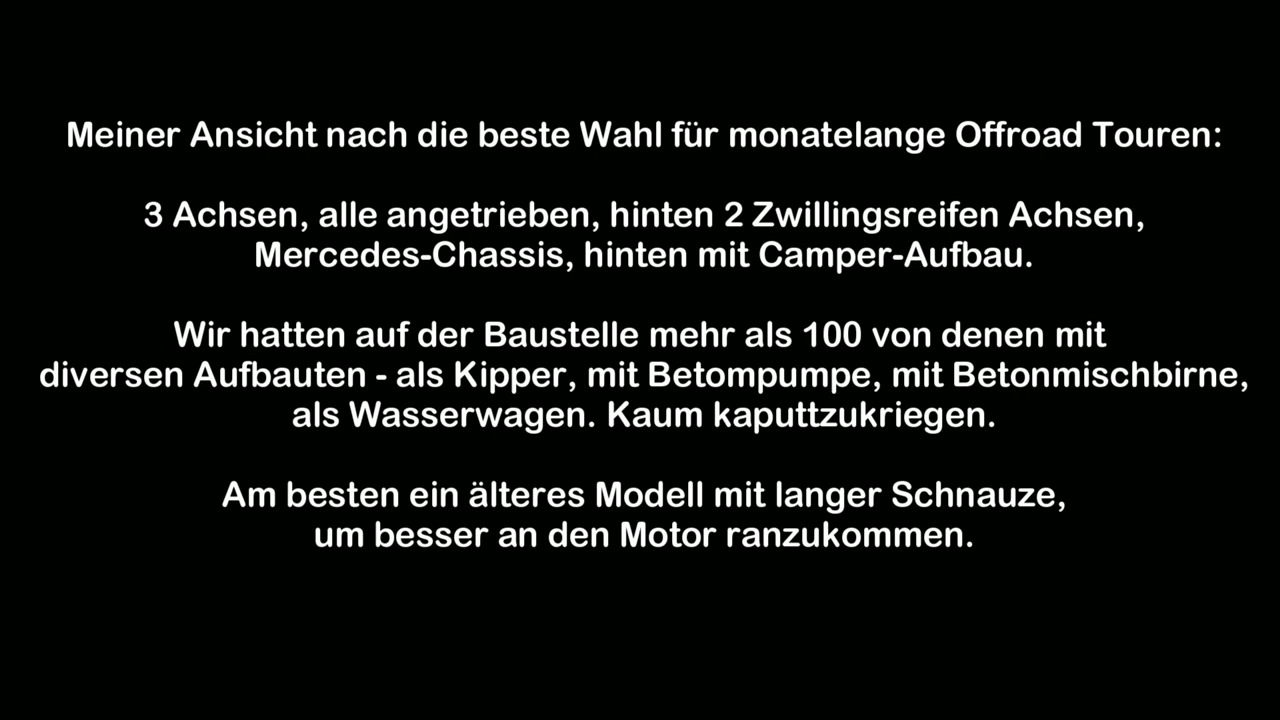 Meiner Ansicht nach die beste Wahl für monatelange Offroad Touren:
3 Achsen, alle angetrieben, hinten 2 Zwillingsreifen Achsen,
Mercedes-Chassis, hinten mit Camper-Aufbau.
Wir hatten auf der Baustelle mehr als 100 von denen mit
diversen Aufbauten - als Kipper, mit Betompumpe, mit Betonmischbirne,
als Wasserwagen. Kaum kaputtzukriegen.
Am besten ein älteres Modell mit langer Schnauze,
um besser an den Motor ranzukommen.